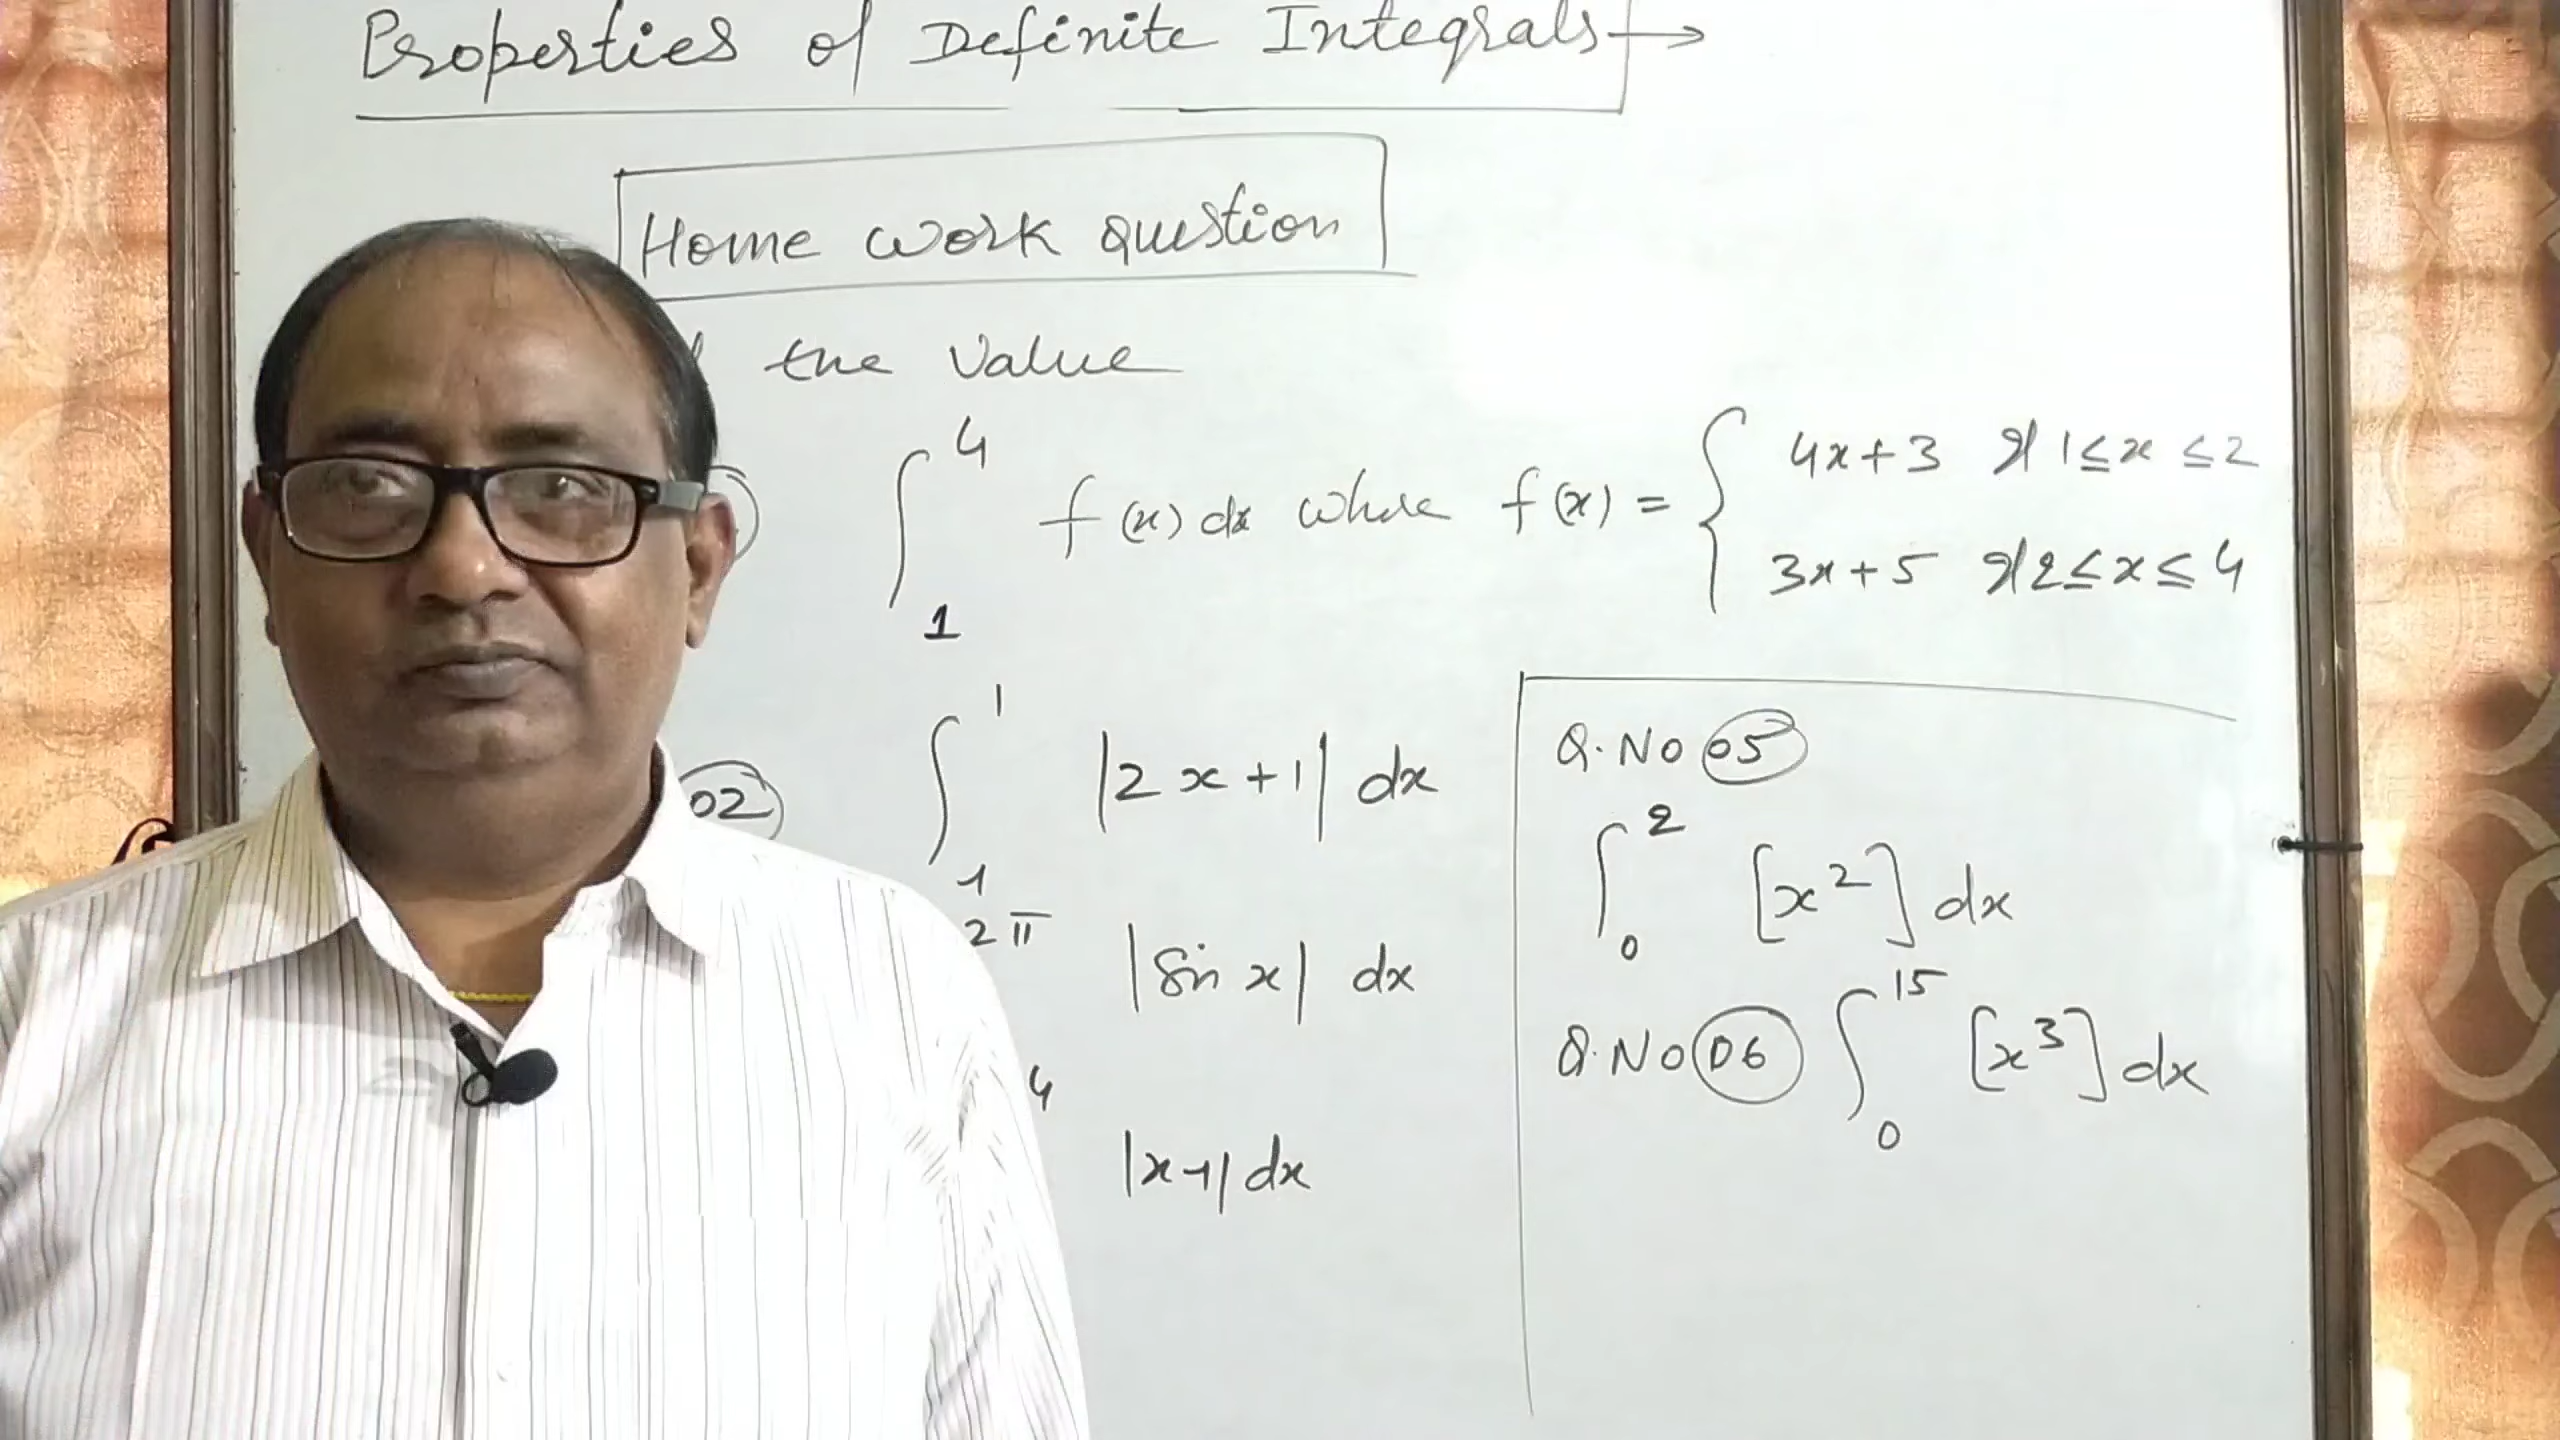 Properties of Definite Integrals →
Home work question
the value
∫₁⁴ f(x) dx where f(x) = { 4x+3 if 1≤x≤2
3x+5 if 2≤x≤4
02 ∫₋₁¹ |2x+1| dx
2π |sin x| dx
4 |x-1| dx
Q.No 05
∫₀² [x²] dx
Q.No 06 ∫₀¹⁵ [x³] dx